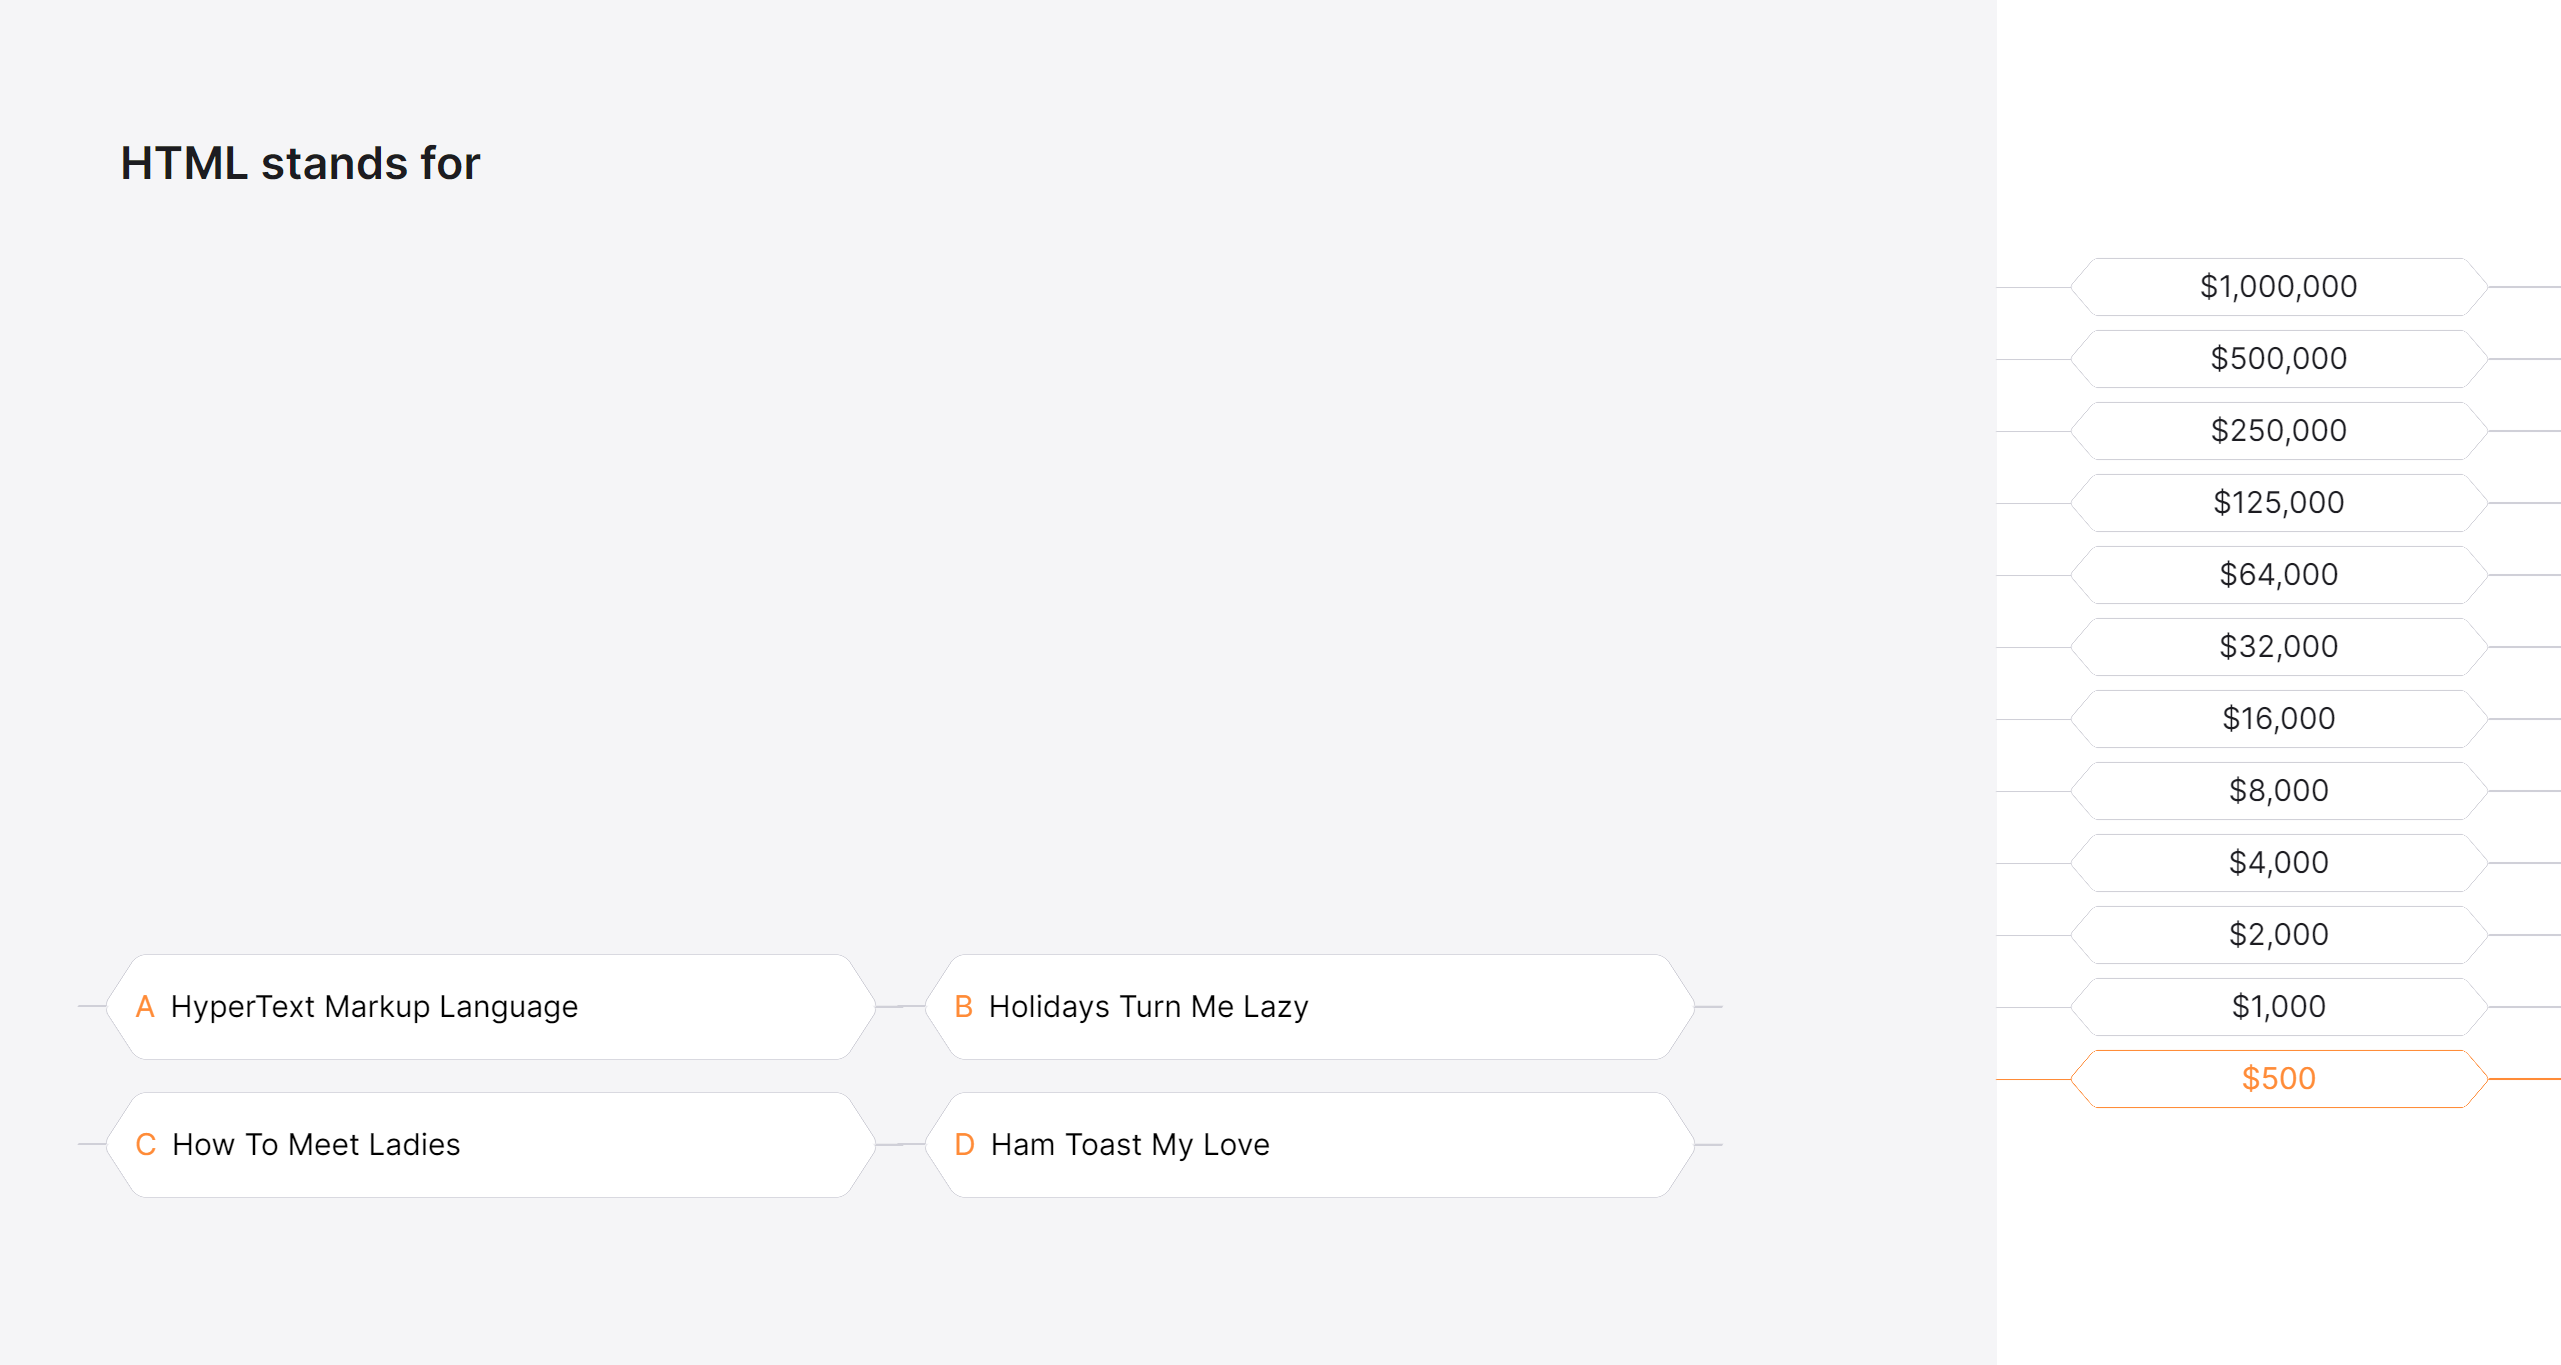 HTML stands for
A HyperText Markup Language
B Holidays Turn Me Lazy
C How To Meet Ladies
D Ham Toast My Love
$1,000,000
$500,000
$250,000
$125,000
$64,000
$32,000
$16,000
$8,000
$4,000
$2,000
$1,000
$500